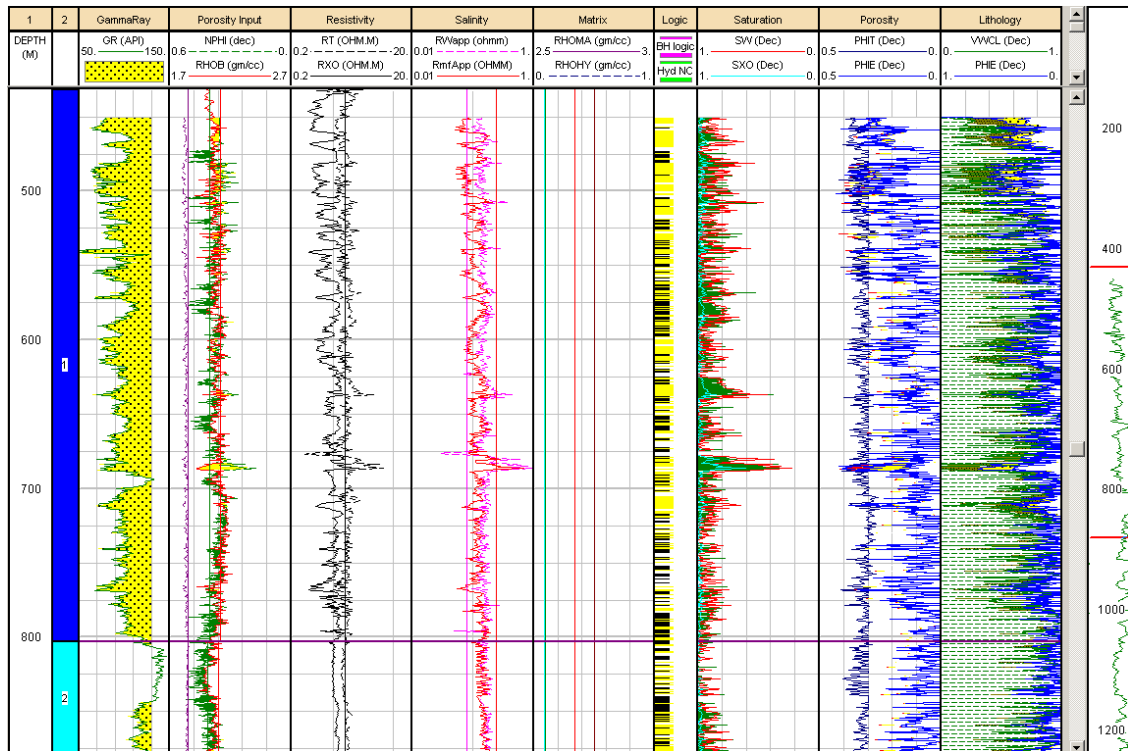 1 2 GammaRay Porosity Input Resistivity Salinity Matrix Logic Saturation Porosity Lithology
DEPTH (M) GR (API) NPHI (dec) RT (OHM.M) RWapp (ohmm) RHOMA (gm/cc) BH logic SW (Dec) PHIT (Dec) VWCL (Dec)
50. 150. 0.6 -0. 0.2 20. 0.01 1. 2.5 3. 1. 0. 0.5 0. 0. 1.
RHOB (gm/cc) RXO (OHM.M) RmfApp (OHMM) RHOHY (gm/cc) Hyd NC SXO (Dec) PHIE (Dec) PHIE (Dec)
1.7 2.7 0.2 20. 0.01 1. 0. 1. 1. 0. 0.5 0. 1. 0.
200
500
400
600
1
600
700
800
800
1000
2
1200